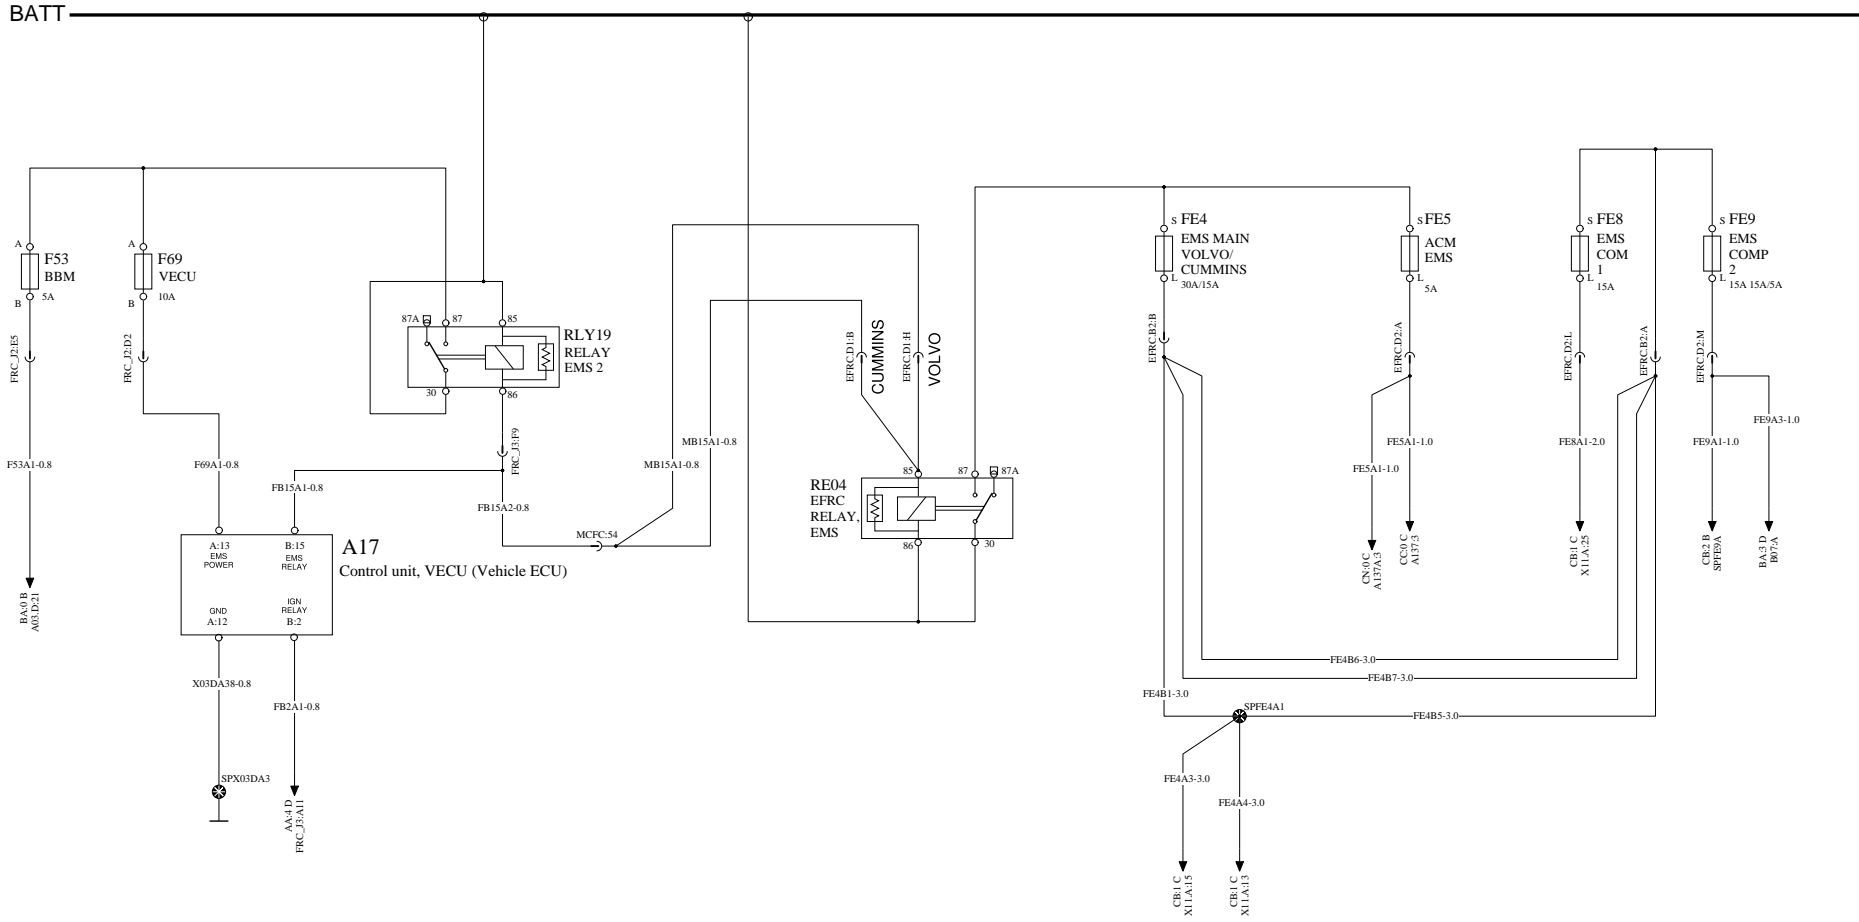 BATT
A
F53
BBM
B
5A
FRC_J2:E5
F53A1-0.8
BA:0 B
A03.D:21
A
F69
VECU
B
10A
FRC_J2:D2
F69A1-0.8
87A
87
85
RLY19
RELAY
EMS 2
30
86
FRC_J3:F9
FB15A1-0.8
FB15A2-0.8
MCFC:54
A:13
EMS
POWER
B:15
EMS
RELAY
A17
Control unit, VECU (Vehicle ECU)
GND
A:12
IGN
RELAY
B:2
X03DA38-0.8
FB2A1-0.8
SPX03DA3
AA:4 D
FRC_J3:A11
MB15A1-0.8
MB15A1-0.8
EFRC.D1:B
CUMMINS
EFRC.D1:H
VOLVO
85
87
87A
RE04
EFRC
RELAY,
EMS
86
30
S FE4
EMS MAIN
VOLVO/
CUMMINS
L
30A/15A
EFRC.B2:B
S FE5
ACM
EMS
L
5A
EFRC.D2:A
FE5A1-1.0
FE5A1-1.0
CN:0 C
A137A:3
CC:0 C
A137:3
S FE8
EMS
COM
1
L
15A
EFRC.D2:L
FE8A1-2.0
CB:1 C
X11.A:25
EFRC.B2:A
S FE9
EMS
COMP
2
L
15A 15A/5A
EFRC.D2:M
FE9A3-1.0
FE9A1-1.0
CB:2 B
SPFE9A
BA:3 D
B07:A
FE4B6-3.0
FE4B7-3.0
FE4B1-3.0
SPFE4A1
FE4B5-3.0
FE4A3-3.0
FE4A4-3.0
CB:1 C
X11.A:15
CB:1 C
X11.A:13